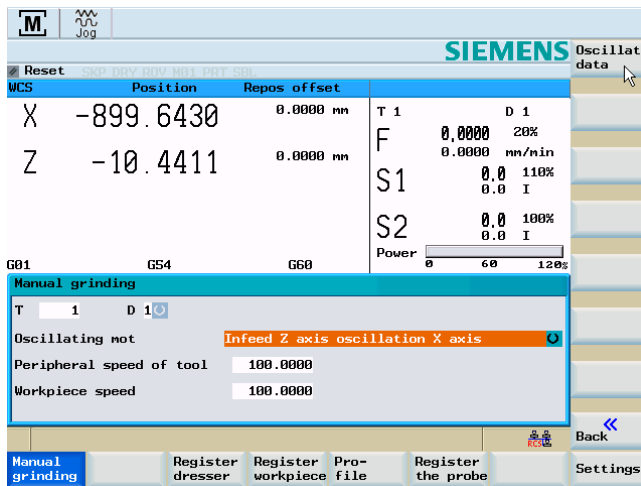 M
Jog
SIEMENS
Oscillat
data
Reset
SKP DRY ROV M01 PRT SBL
WCS Position Repos offset
X -899.6430 0.0000 mm
Z -10.4411 0.0000 mm
T 1 D 1
F 0.0000 20%
0.0000 mm/min
S1 0.0 110%
0.0 I
S2 0.0 100%
0.0 I
Power
0 60 120%
G01 G54 G60
Manual grinding
T 1 D 1
Oscillating mot Infeed Z axis oscillation X axis
Peripheral speed of tool 100.0000
Workpiece speed 100.0000
RCS
Back
Manual
grinding
Register
dresser
Register
workpiece
Pro-
file
Register
the probe
Settings